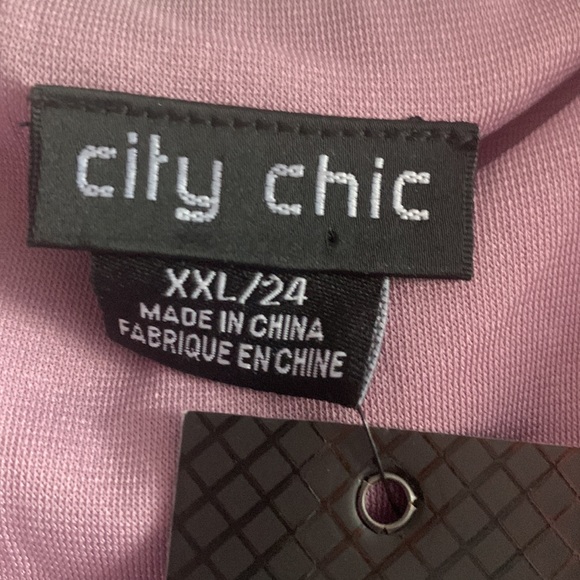 city chic
XXL/24
MADE IN CHINA
FABRIQUE EN CHINE